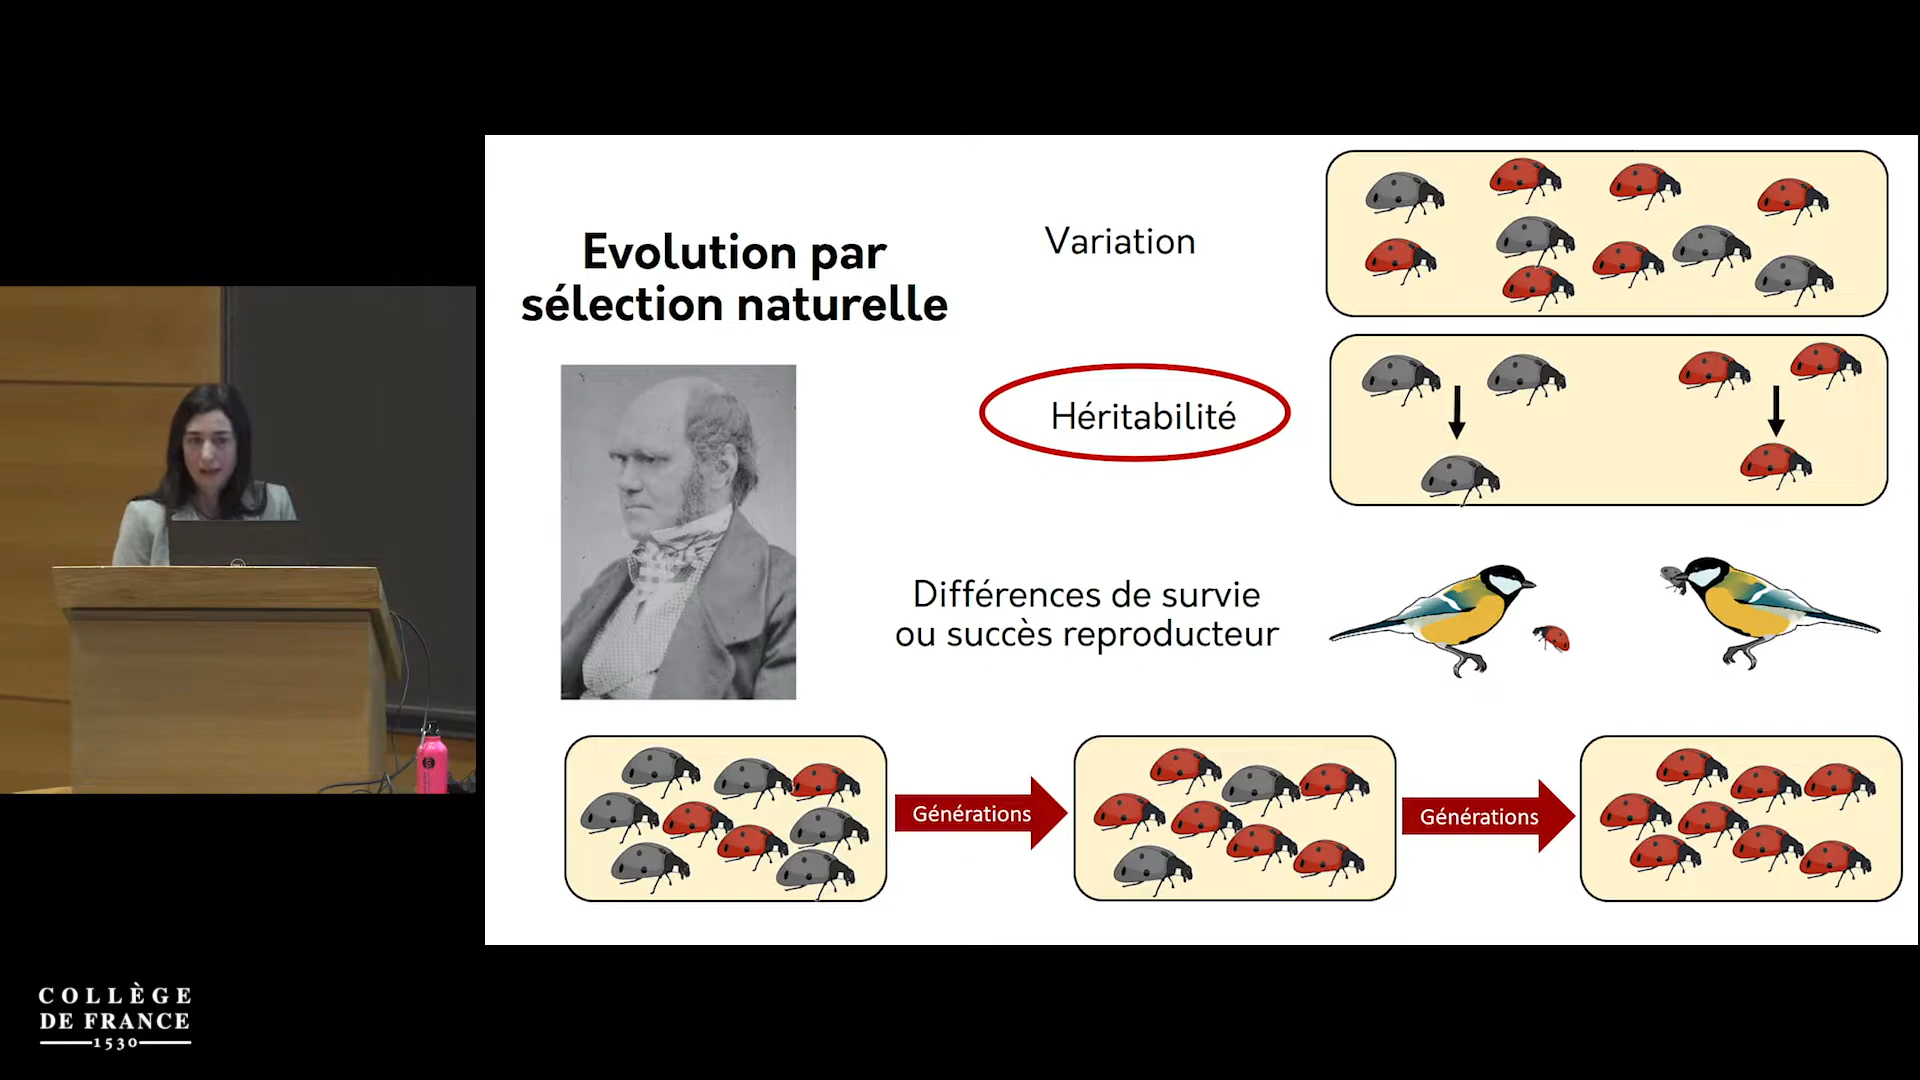 Evolution par
sélection naturelle
Variation
Héritabilité
Différences de survie
ou succès reproducteur
Générations
Générations
COLLÈGE
DE FRANCE
1530